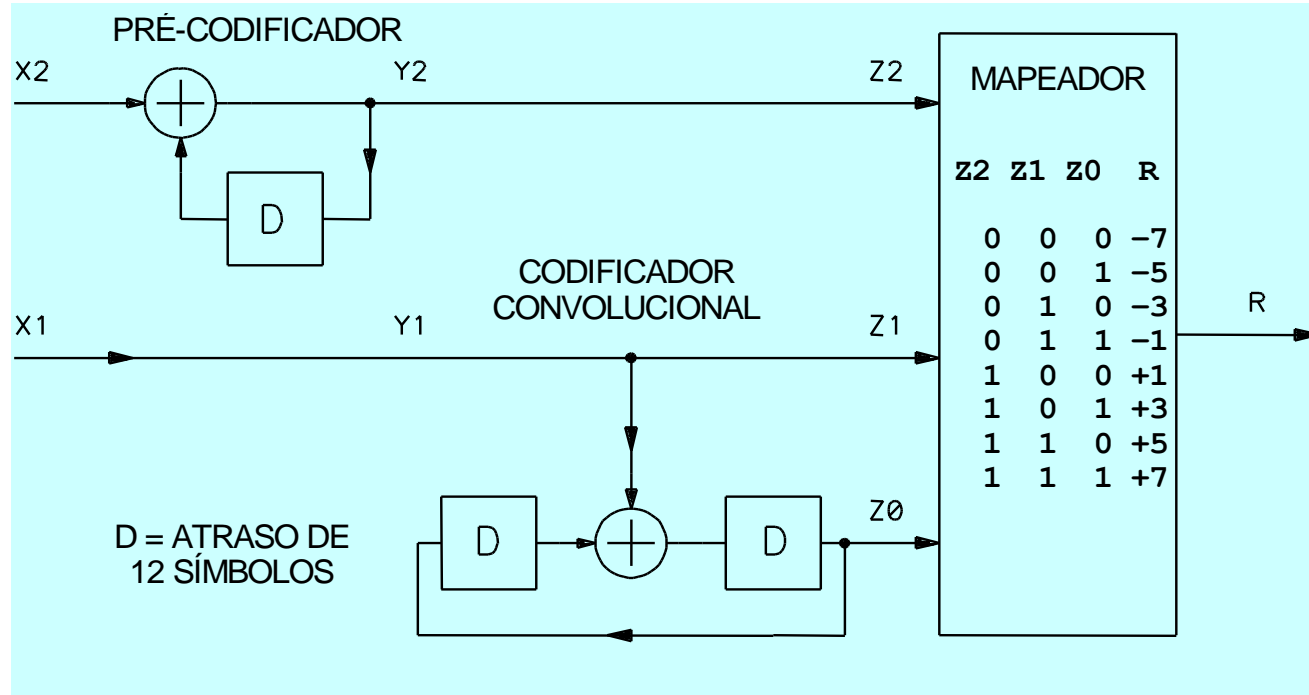 PRÉ-CODIFICADOR
X2
Y2
Z2
MAPEADOR
D
Z2 Z1 Z0 R
0 0 0 –7
0 0 1 –5
0 1 0 –3
0 1 1 –1
1 0 0 +1
1 0 1 +3
1 1 0 +5
1 1 1 +7
CODIFICADOR
CONVOLUCIONAL
X1
Y1
Z1
R
D = ATRASO DE
12 SÍMBOLOS
D
D
Z0